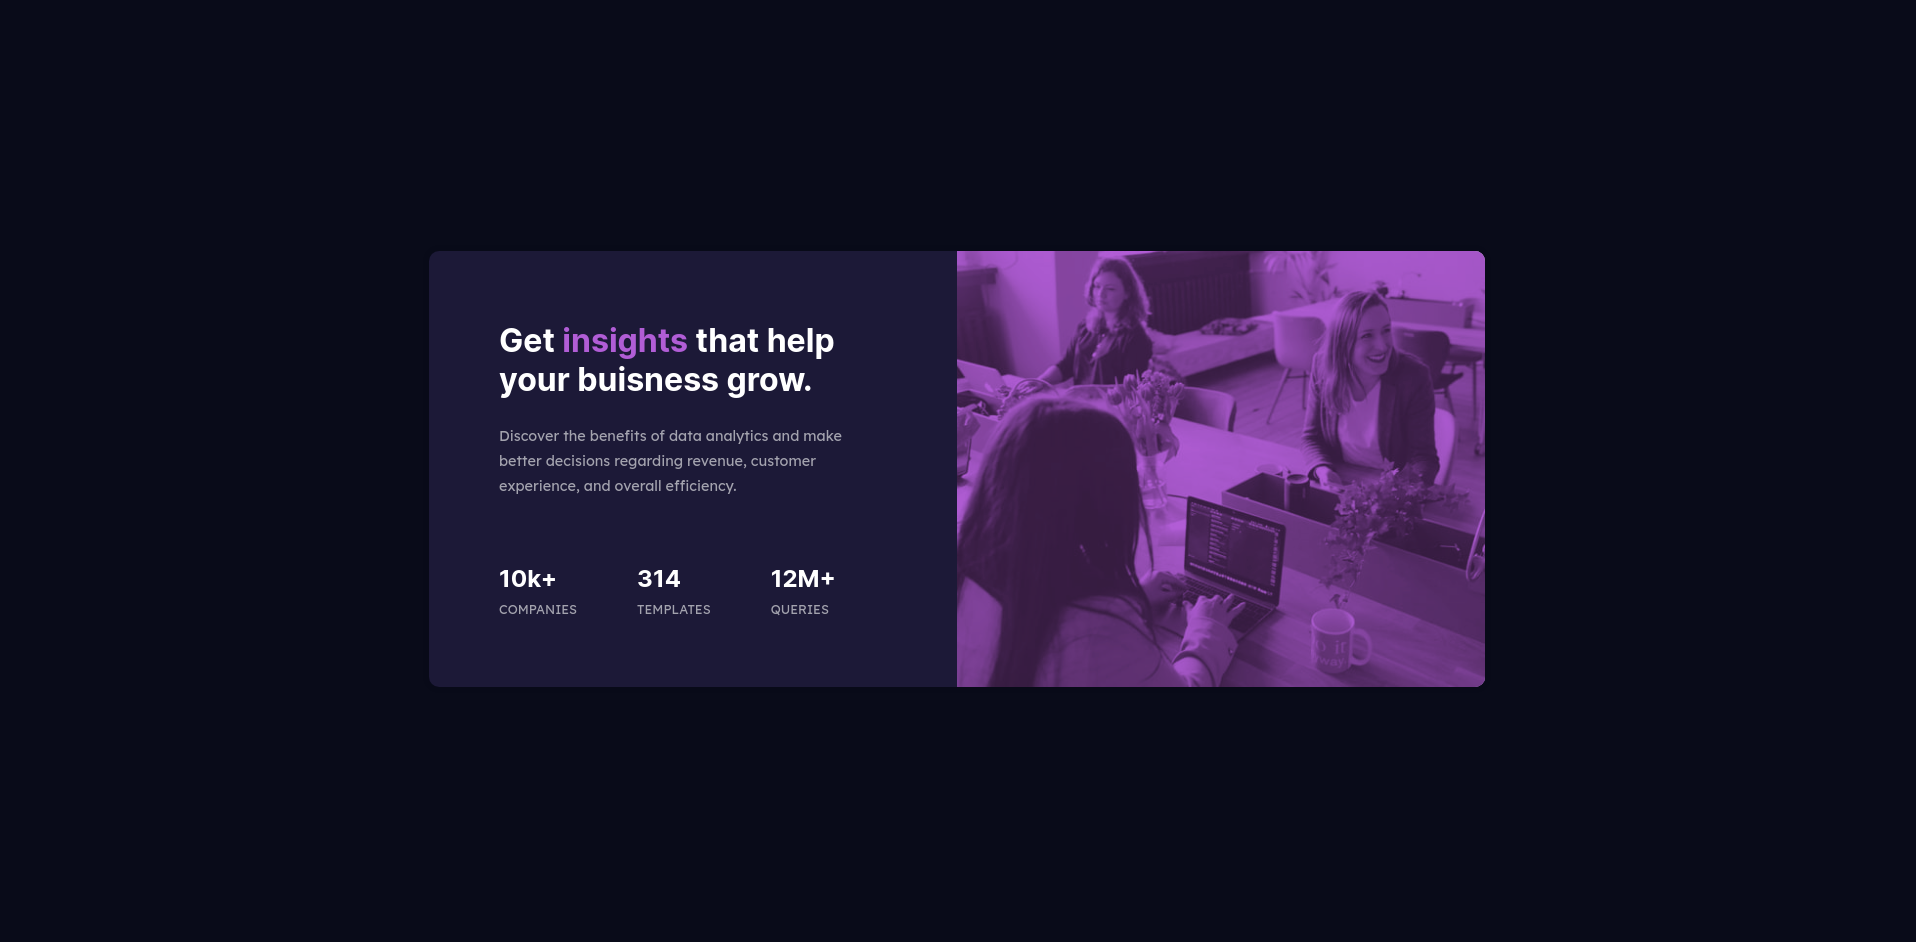 Get insights that help
your buisness grow.
Discover the benefits of data analytics and make
better decisions regarding revenue, customer
experience, and overall efficiency.
10k+ 314 12M+
COMPANIES TEMPLATES QUERIES